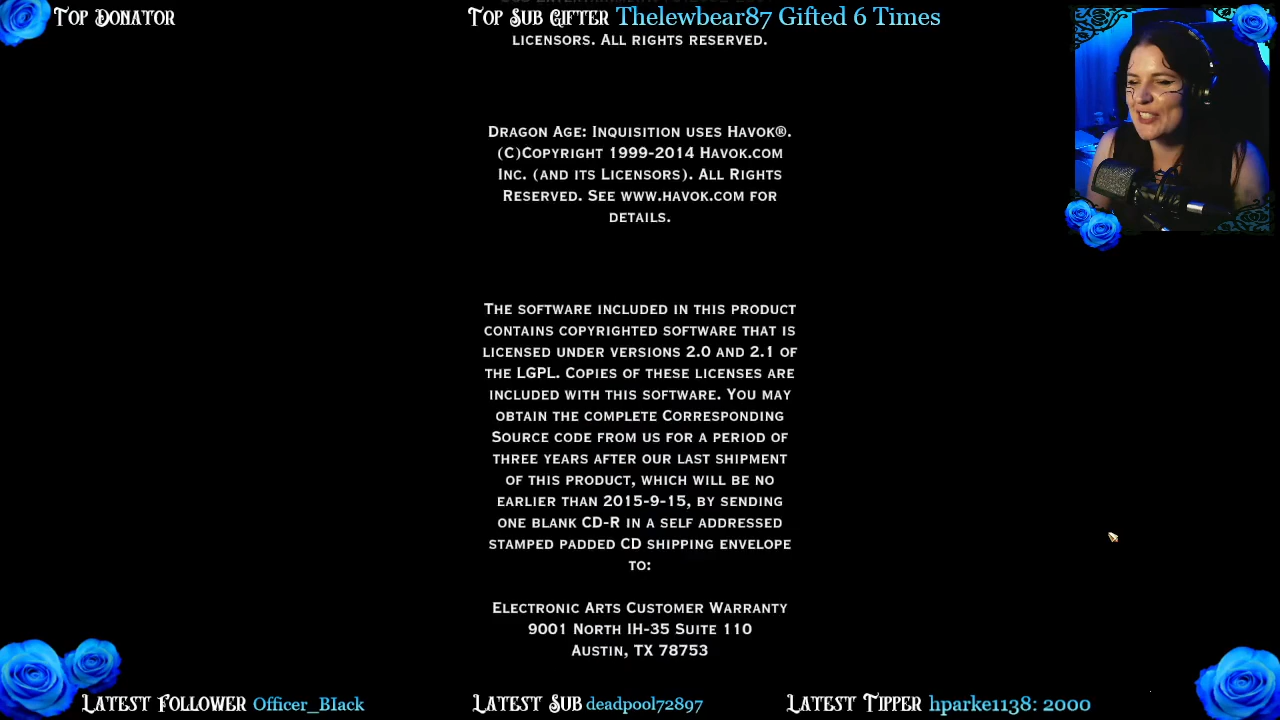 Top Donator
Top Sub Gifter Thelewbear87 Gifted 6 Times
licensors. All rights reserved.
Dragon Age: Inquisition uses Havok®.
(C)Copyright 1999-2014 Havok.com
Inc. (and its Licensors). All Rights
Reserved. See www.havok.com for
details.
The software included in this product
contains copyrighted software that is
licensed under versions 2.0 and 2.1 of
the LGPL. Copies of these licenses are
included with this software. You may
obtain the complete Corresponding
Source code from us for a period of
three years after our last shipment
of this product, which will be no
earlier than 2015-9-15, by sending
one blank CD-R in a self addressed
stamped padded CD shipping envelope
to:
Electronic Arts Customer Warranty
9001 North IH-35 Suite 110
Austin, TX 78753
Latest Follower Officer_BIack
Latest Sub deadpool72897
Latest Tipper hparke1138: 2000